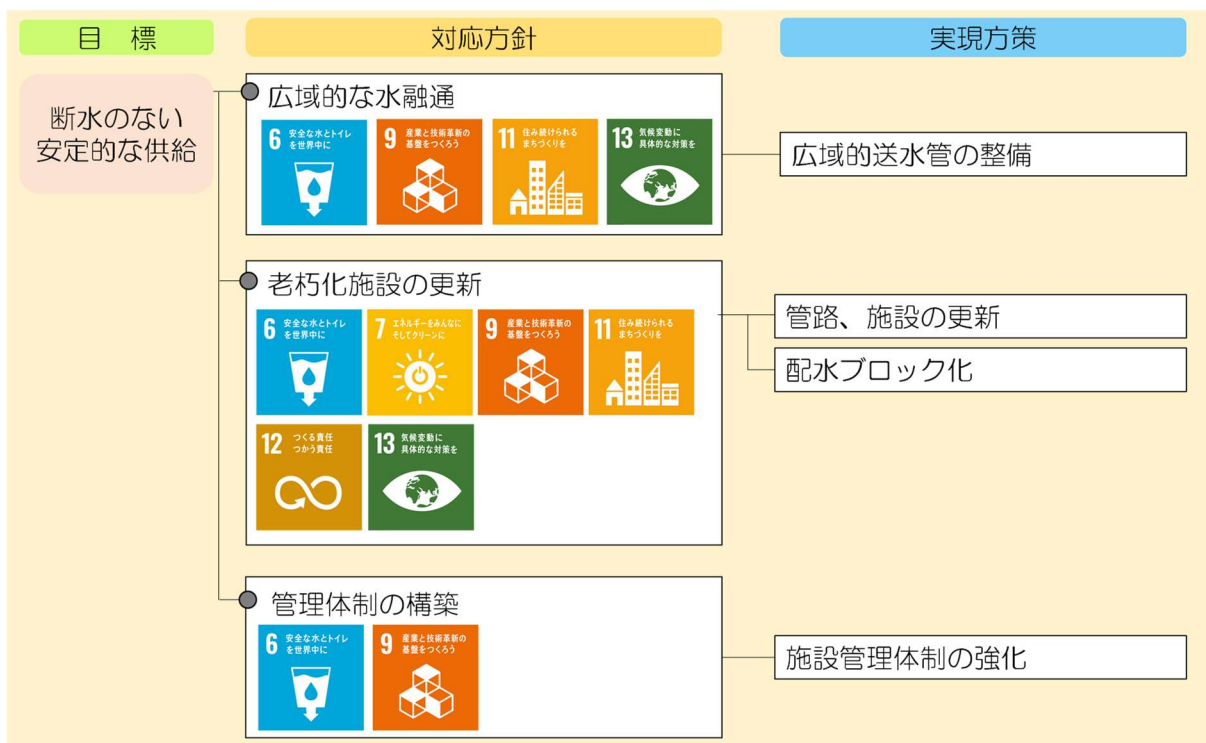 目　標
対応方針
実現方策
断水のない
安定的な供給
広域的な水融通
6 安全な水とトイレ
を世界中に
9 産業と技術革新の
基盤をつくろう
11 住み続けられる
まちづくりを
13 気候変動に
具体的な対策を
広域的送水管の整備
老朽化施設の更新
6 安全な水とトイレ
を世界中に
7 エネルギーをみんなに
そしてクリーンに
9 産業と技術革新の
基盤をつくろう
11 住み続けられる
まちづくりを
12 つくる責任
つかう責任
13 気候変動に
具体的な対策を
管路、施設の更新
配水ブロック化
管理体制の構築
6 安全な水とトイレ
を世界中に
9 産業と技術革新の
基盤をつくろう
施設管理体制の強化